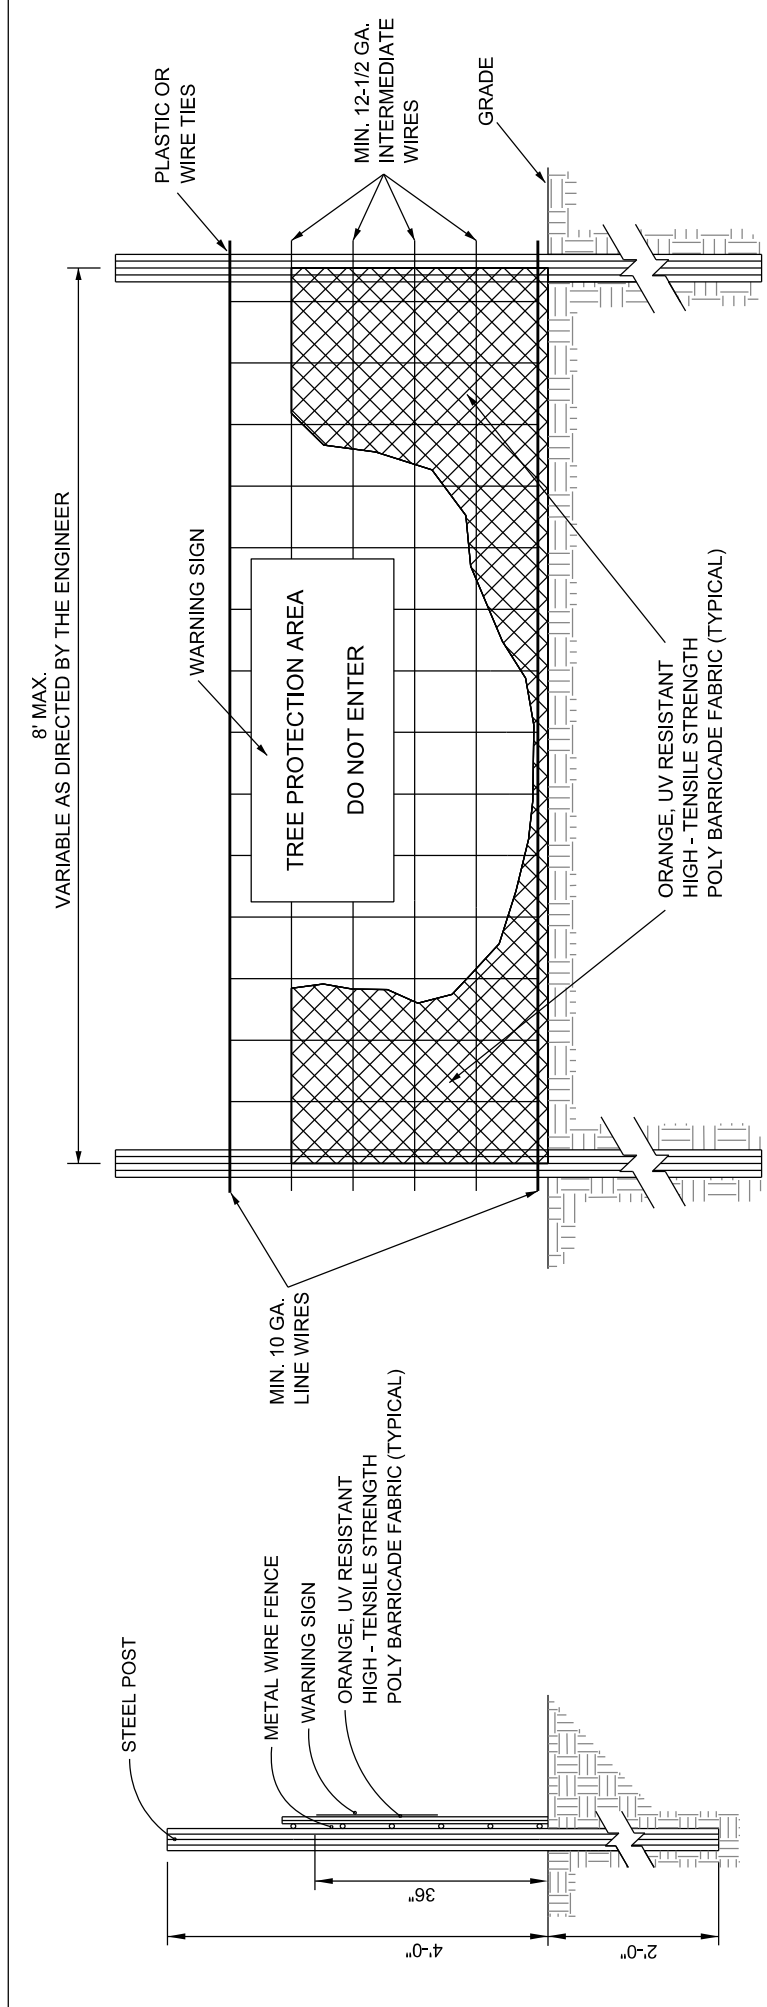 STEEL POST
METAL WIRE FENCE
WARNING SIGN
ORANGE, UV RESISTANT
HIGH - TENSILE STRENGTH
POLY BARRICADE FABRIC (TYPICAL)
36"
4'-0"
2'-0"
8' MAX.
VARIABLE AS DIRECTED BY THE ENGINEER
PLASTIC OR
WIRE TIES
WARNING SIGN
MIN. 12-1/2 GA.
INTERMEDIATE
WIRES
MIN. 10 GA.
LINE WIRES
TREE PROTECTION AREA
DO NOT ENTER
GRADE
ORANGE, UV RESISTANT
HIGH - TENSILE STRENGTH
POLY BARRICADE FABRIC (TYPICAL)